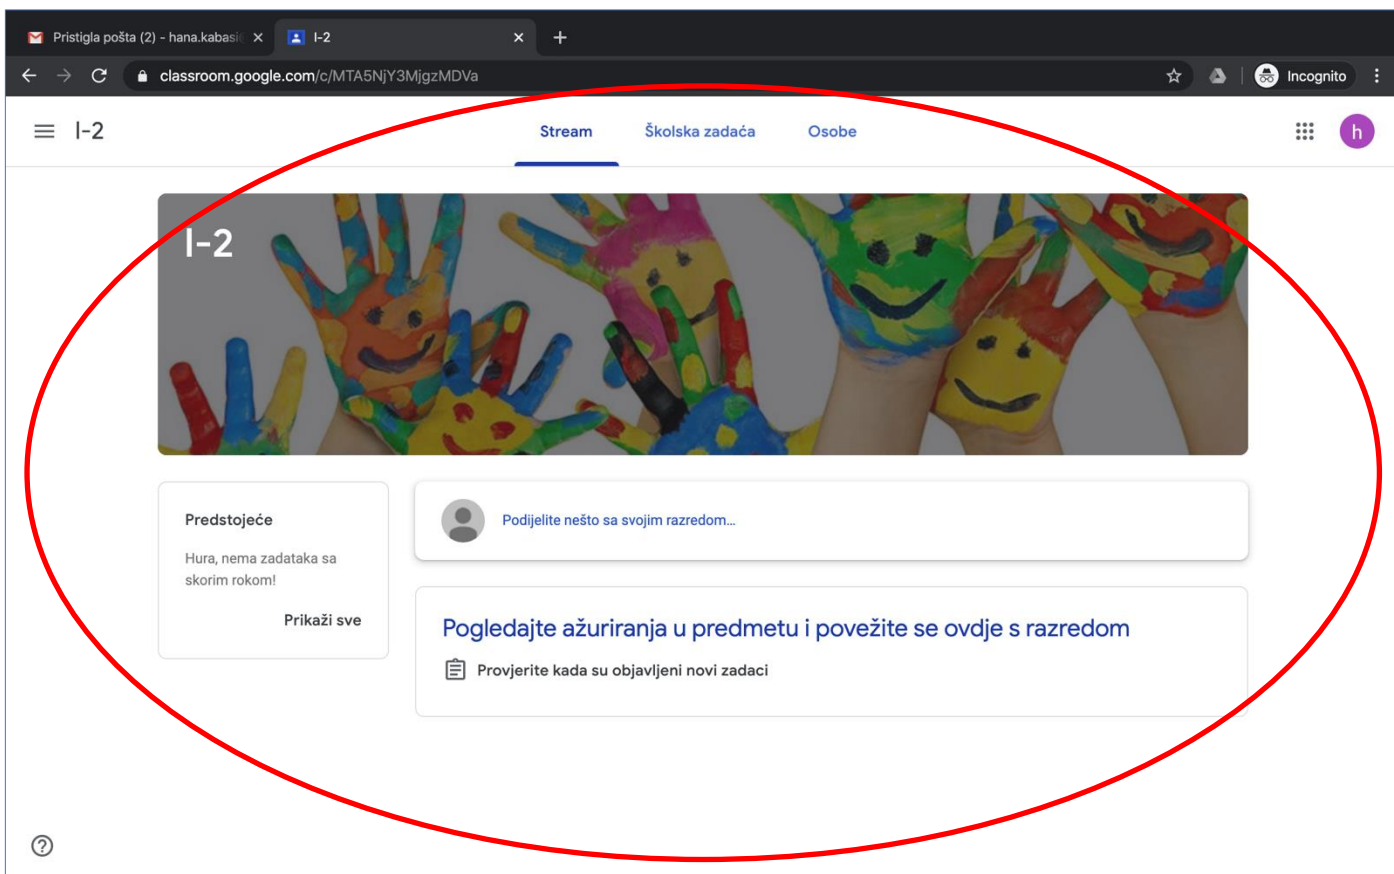 Pristigla pošta (2) - hana.kabasi
I-2
classroom.google.com/c/MTA5NjY3MjgzMDVa
Incognito
I-2
Stream
Školska zadaća
Osobe
h
I-2
Predstojeće
Hura, nema zadataka sa
skorim rokom!
Prikaži sve
Podijelite nešto sa svojim razredom...
Pogledajte ažuriranja u predmetu i povežite se ovdje s razredom
Provjerite kada su objavljeni novi zadaci